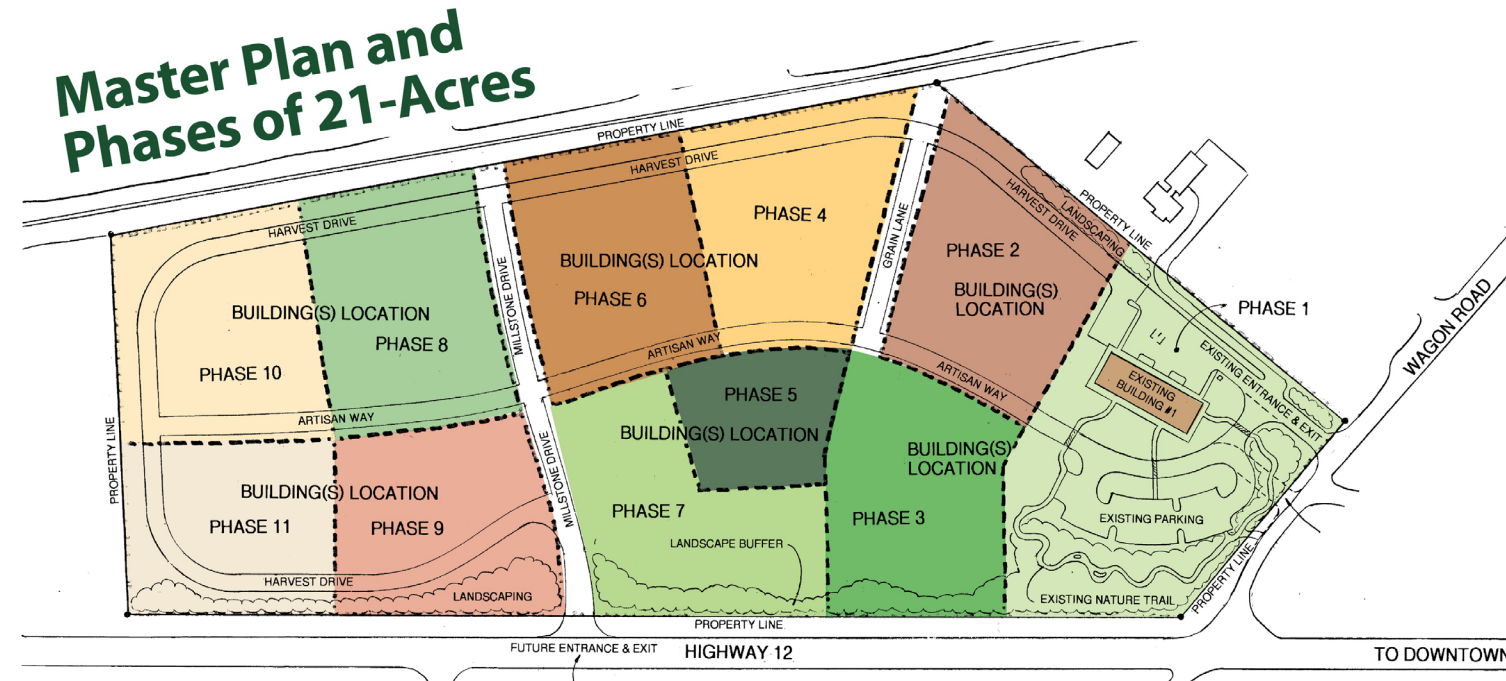 Master Plan and
Phases of 21-Acres
PROPERTY LINE
HARVEST DRIVE
HARVEST DRIVE
PHASE 4
GRAIN LANE
HARVEST DRIVE
LANDSCAPING
PROPERTY LINE
PHASE 2
BUILDING(S)
LOCATION
BUILDING(S) LOCATION
PHASE 6
MILLSTONE DRIVE
BUILDING(S) LOCATION
PHASE 8
PHASE 10
PHASE 1
WAGON ROAD
EXISTING ENTRANCE & EXIT
EXISTING
BUILDING #1
ARTISAN WAY
ARTISAN WAY
ARTISAN WAY
PHASE 5
BUILDING(S) LOCATION
BUILDING(S)
LOCATION
PROPERTY LINE
BUILDING(S) LOCATION
PHASE 11
PHASE 9
MILLSTONE DRIVE
PHASE 7
PHASE 3
EXISTING PARKING
LANDSCAPE BUFFER
HARVEST DRIVE
LANDSCAPING
EXISTING NATURE TRAIL
PROPERTY LINE
PROPERTY LINE
FUTURE ENTRANCE & EXIT
HIGHWAY 12
TO DOWNTOWN